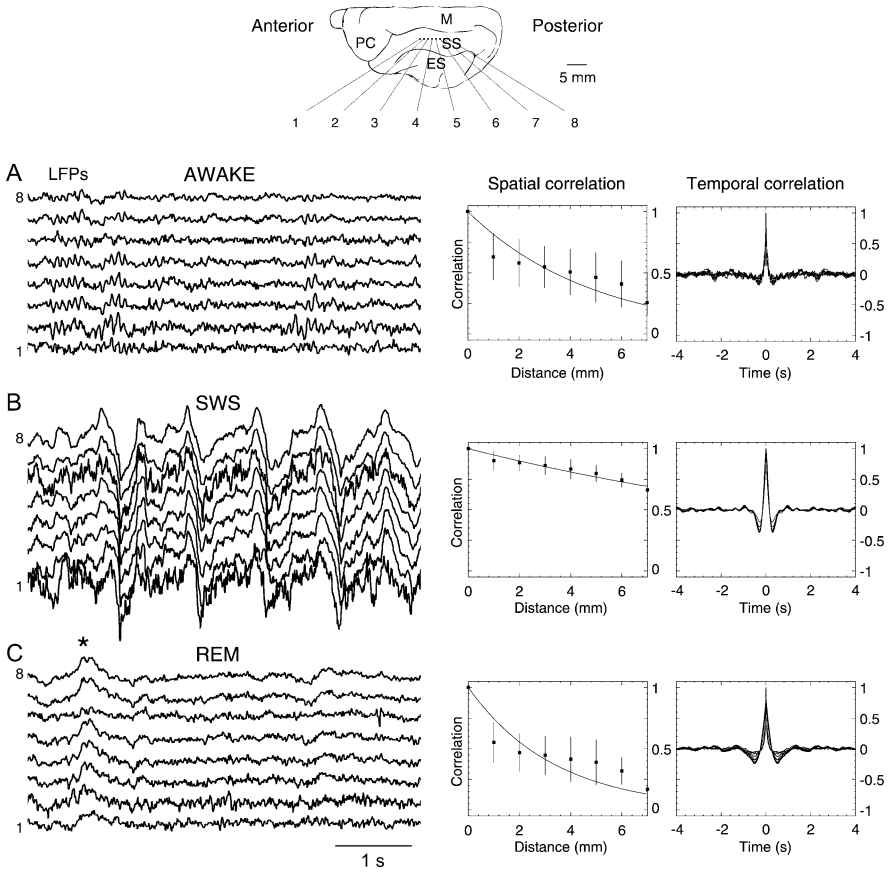 Anterior M Posterior
PC SS
ES
5 mm
1 2 3 4 5 6 7 8
A LFPs AWAKE Spatial correlation Temporal correlation
8
1
Correlation
1
0.5
0
0 2 4 6
Distance (mm)
1
0.5
0
-0.5
-1
-4 -2 0 2 4
Time (s)
B SWS
8
1
Correlation
1
0.5
0
0 2 4 6
Distance (mm)
1
0.5
0
-0.5
-1
-4 -2 0 2 4
Time (s)
C * REM
8
1
1 s
Correlation
1
0.5
0
0 2 4 6
Distance (mm)
1
0.5
0
-0.5
-1
-4 -2 0 2 4
Time (s)